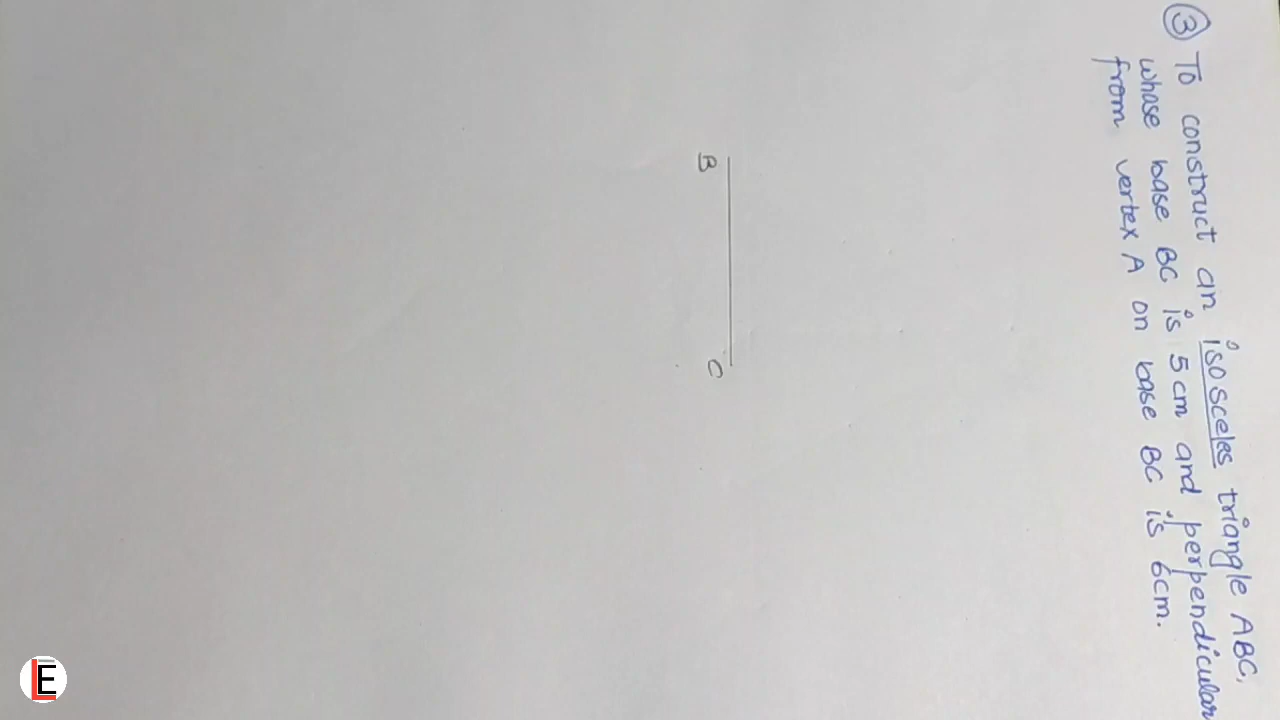 ③ To construct an isosceles triangle ABC,
whose base BC is 5cm and perpendicular
from vertex A on base BC is 6cm.
B
C
LE